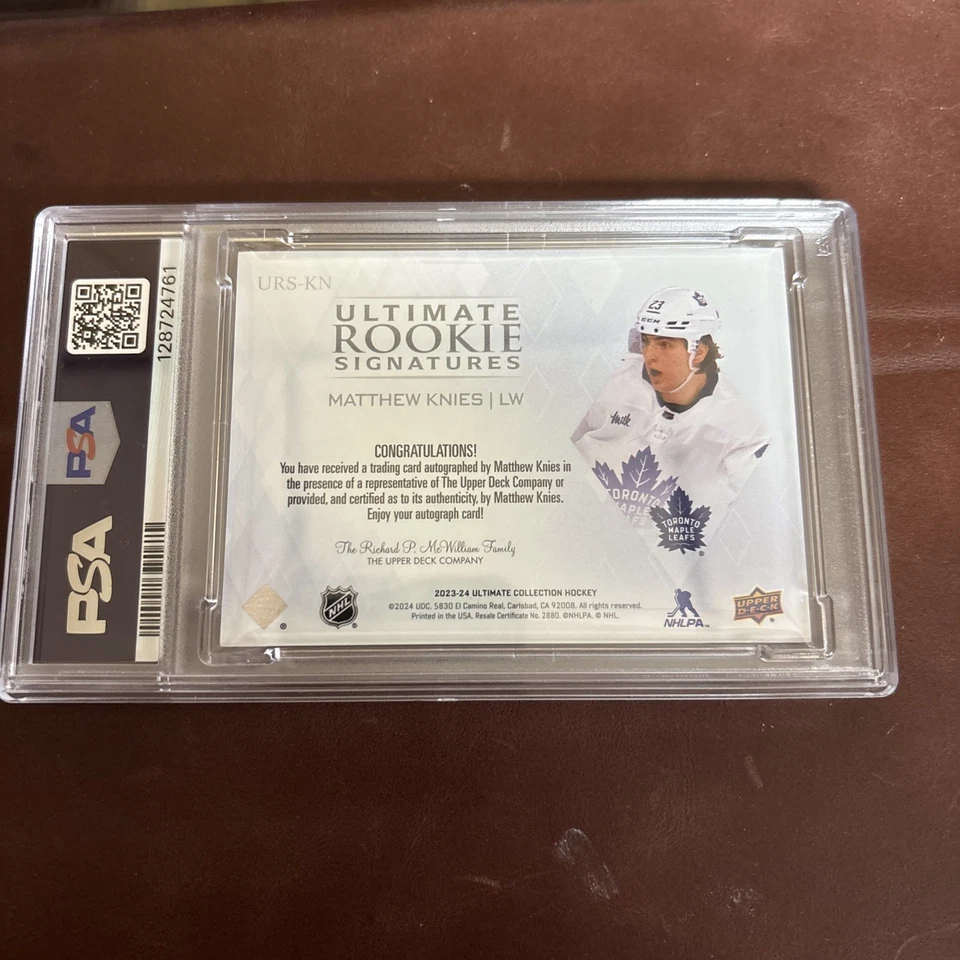 128724761
PSA
PSA
URS-KN
ULTIMATE
ROOKIE
SIGNATURES
MATTHEW KNIES | LW
CONGRATULATIONS!
You have received a trading card autographed by Matthew Knies in
the presence of a representative of The Upper Deck Company or
provided, and certified as to its authenticity, by Matthew Knies.
Enjoy your autograph card!
The Richard P. McWilliam Family
THE UPPER DECK COMPANY
23
CCM
Milk
TORONTO
MAPLE
LEAFS
TORONTO
MAPLE
LEAFS
®
2023-24 ULTIMATE COLLECTION HOCKEY
©2024 UDC. 5830 El Camino Real, Carlsbad, CA 92008. All rights reserved.
Printed in the USA. Resale Certificate No. 2880. ©NHLPA. © NHL.
®
NHL
®
NHLPA™
UPPER
DECK
®